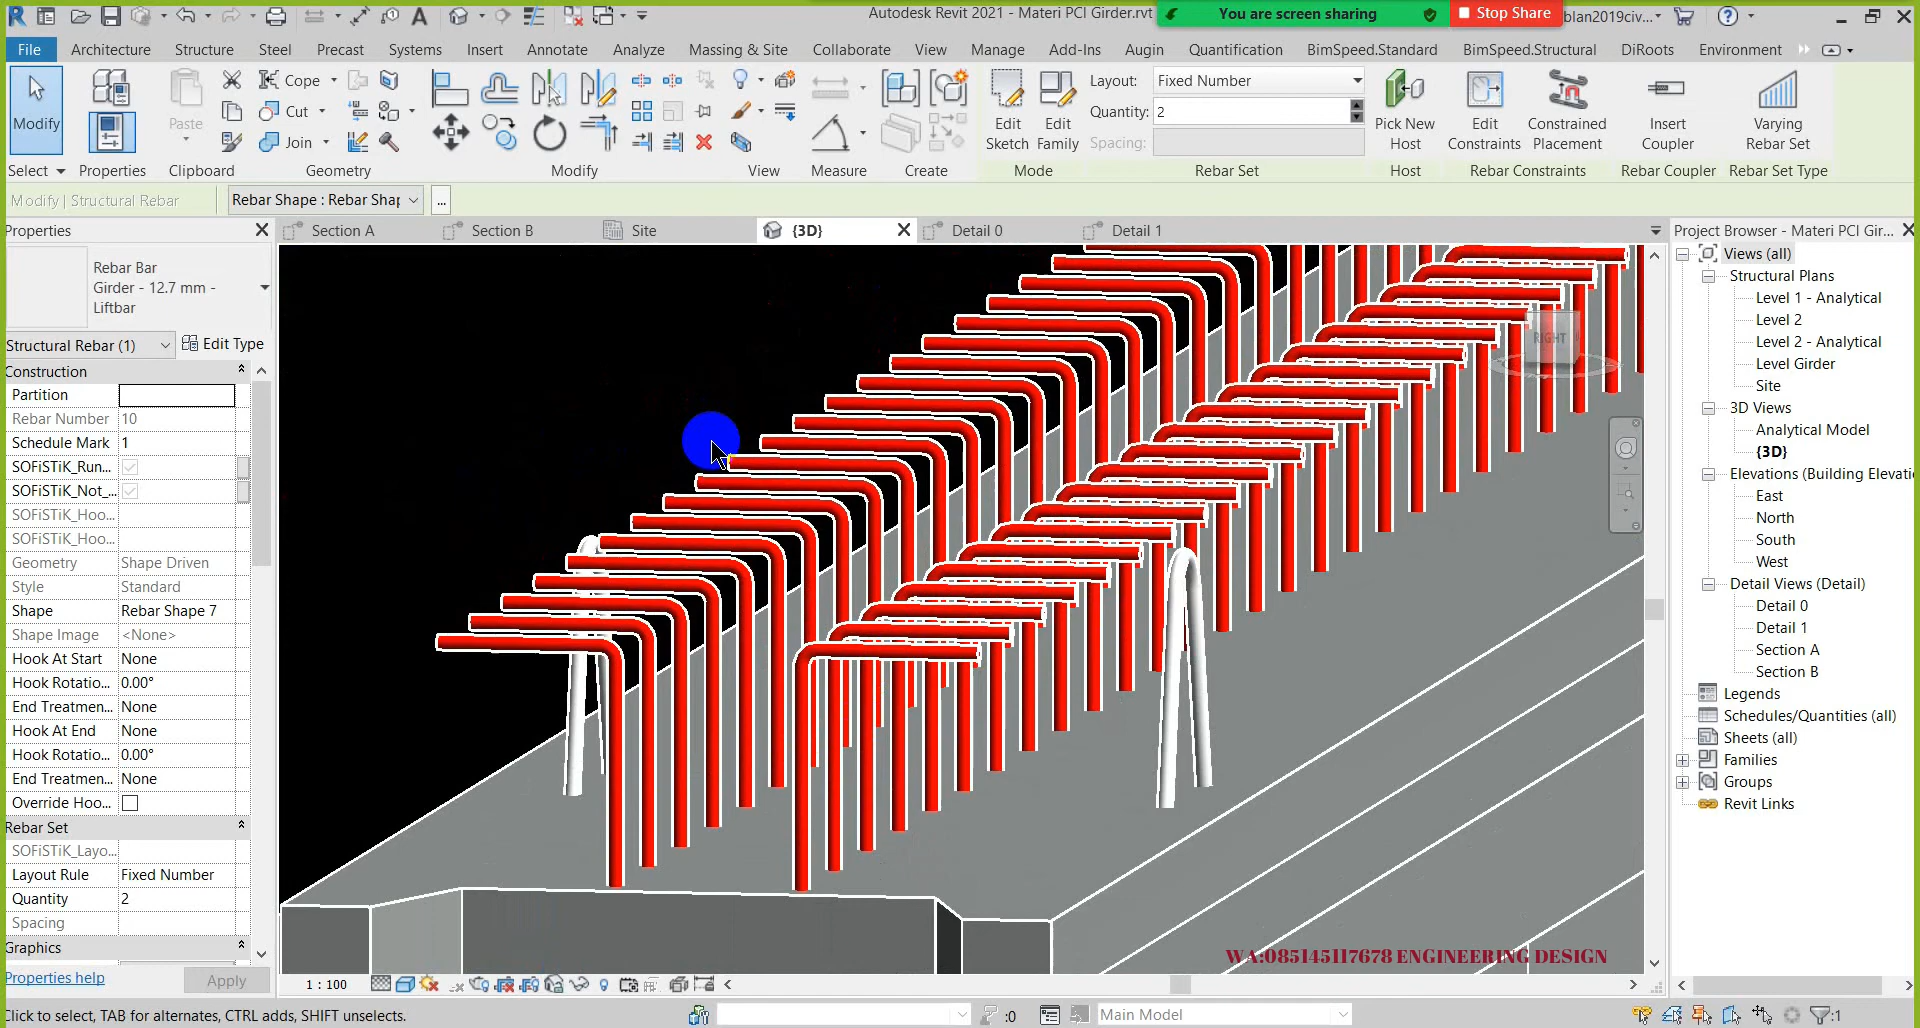 Autodesk Revit 2021 - Materi PCI Girder.rvt
You are screen sharing
Stop Share
blan2019civ...
File Architecture Structure Steel Precast Systems Insert Annotate Analyze Massing & Site Collaborate View Manage Add-Ins Augin Quantification BimSpeed.Standard BimSpeed.Structural DiRoots Environment
Modify
Paste
Cope
Cut
Join
Layout: Fixed Number
Quantity: 2
Spacing:
Edit Sketch
Edit Family
Pick New Host
Edit Constraints
Constrained Placement
Insert Coupler
Varying Rebar Set
Select Properties Clipboard Geometry Modify View Measure Create Mode Rebar Set Host Rebar Constraints Rebar Coupler Rebar Set Type
Modify | Structural Rebar
Rebar Shape : Rebar Shap
...
Properties
Section A
Section B
Site
{3D}
Detail 0
Detail 1
Project Browser - Materi PCI Gir...
Rebar Bar
Girder - 12.7 mm -
Liftbar
Structural Rebar (1)
Edit Type
Construction
Partition
Rebar Number 10
Schedule Mark 1
SOFiSTiK_Run...
SOFiSTiK_Not_...
SOFiSTiK_Hoo...
SOFiSTiK_Hoo...
Geometry Shape Driven
Style Standard
Shape Rebar Shape 7
Shape Image <None>
Hook At Start None
Hook Rotatio... 0.00°
End Treatmen... None
Hook At End None
Hook Rotatio... 0.00°
End Treatmen... None
Override Hoo...
Rebar Set
SOFiSTiK_Layo...
Layout Rule Fixed Number
Quantity 2
Spacing
Graphics
Properties help
Apply
RIGHT
WA:085145117678 ENGINEERING DESIGN
Views (all)
Structural Plans
Level 1 - Analytical
Level 2
Level 2 - Analytical
Level Girder
Site
3D Views
Analytical Model
{3D}
Elevations (Building Elevati
East
North
South
West
Detail Views (Detail)
Detail 0
Detail 1
Section A
Section B
Legends
Schedules/Quantities (all)
Sheets (all)
Families
Groups
Revit Links
1 : 100
Click to select, TAB for alternates, CTRL adds, SHIFT unselects.
:0
Main Model
:1